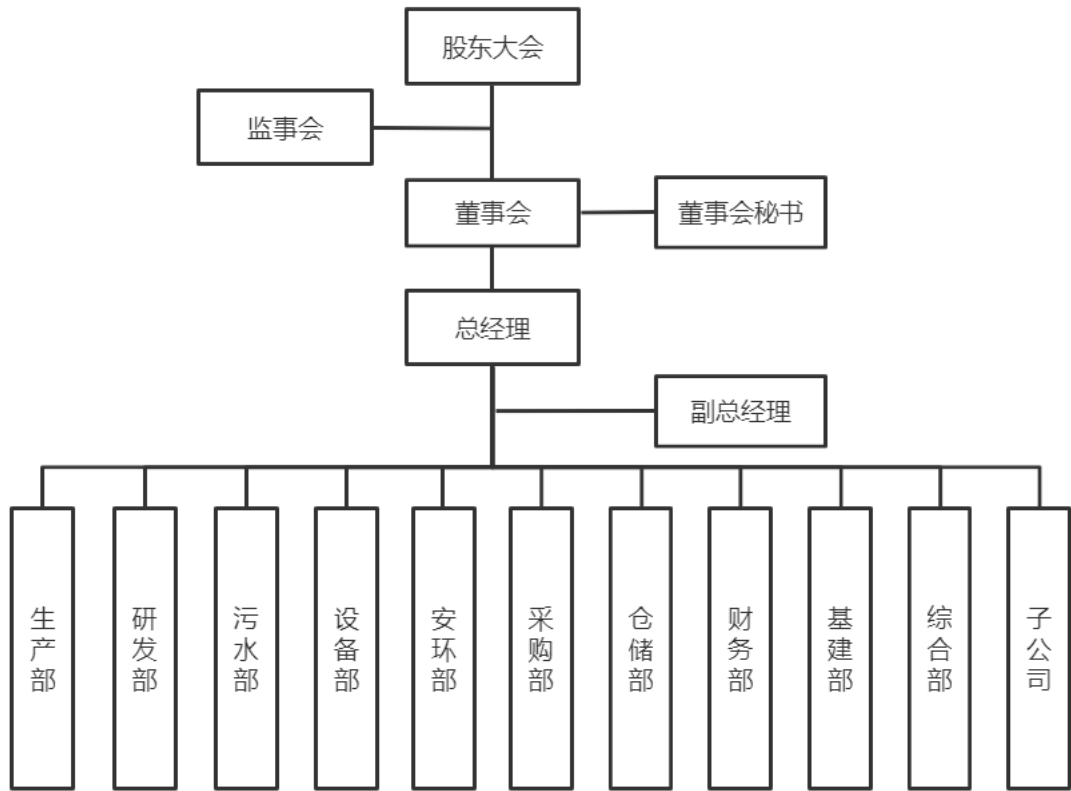 股东大会
监事会
董事会
董事会秘书
总经理
副总经理
生产部
研发部
污水部
设备部
安环部
采购部
仓储部
财务部
基建部
综合部
子公司